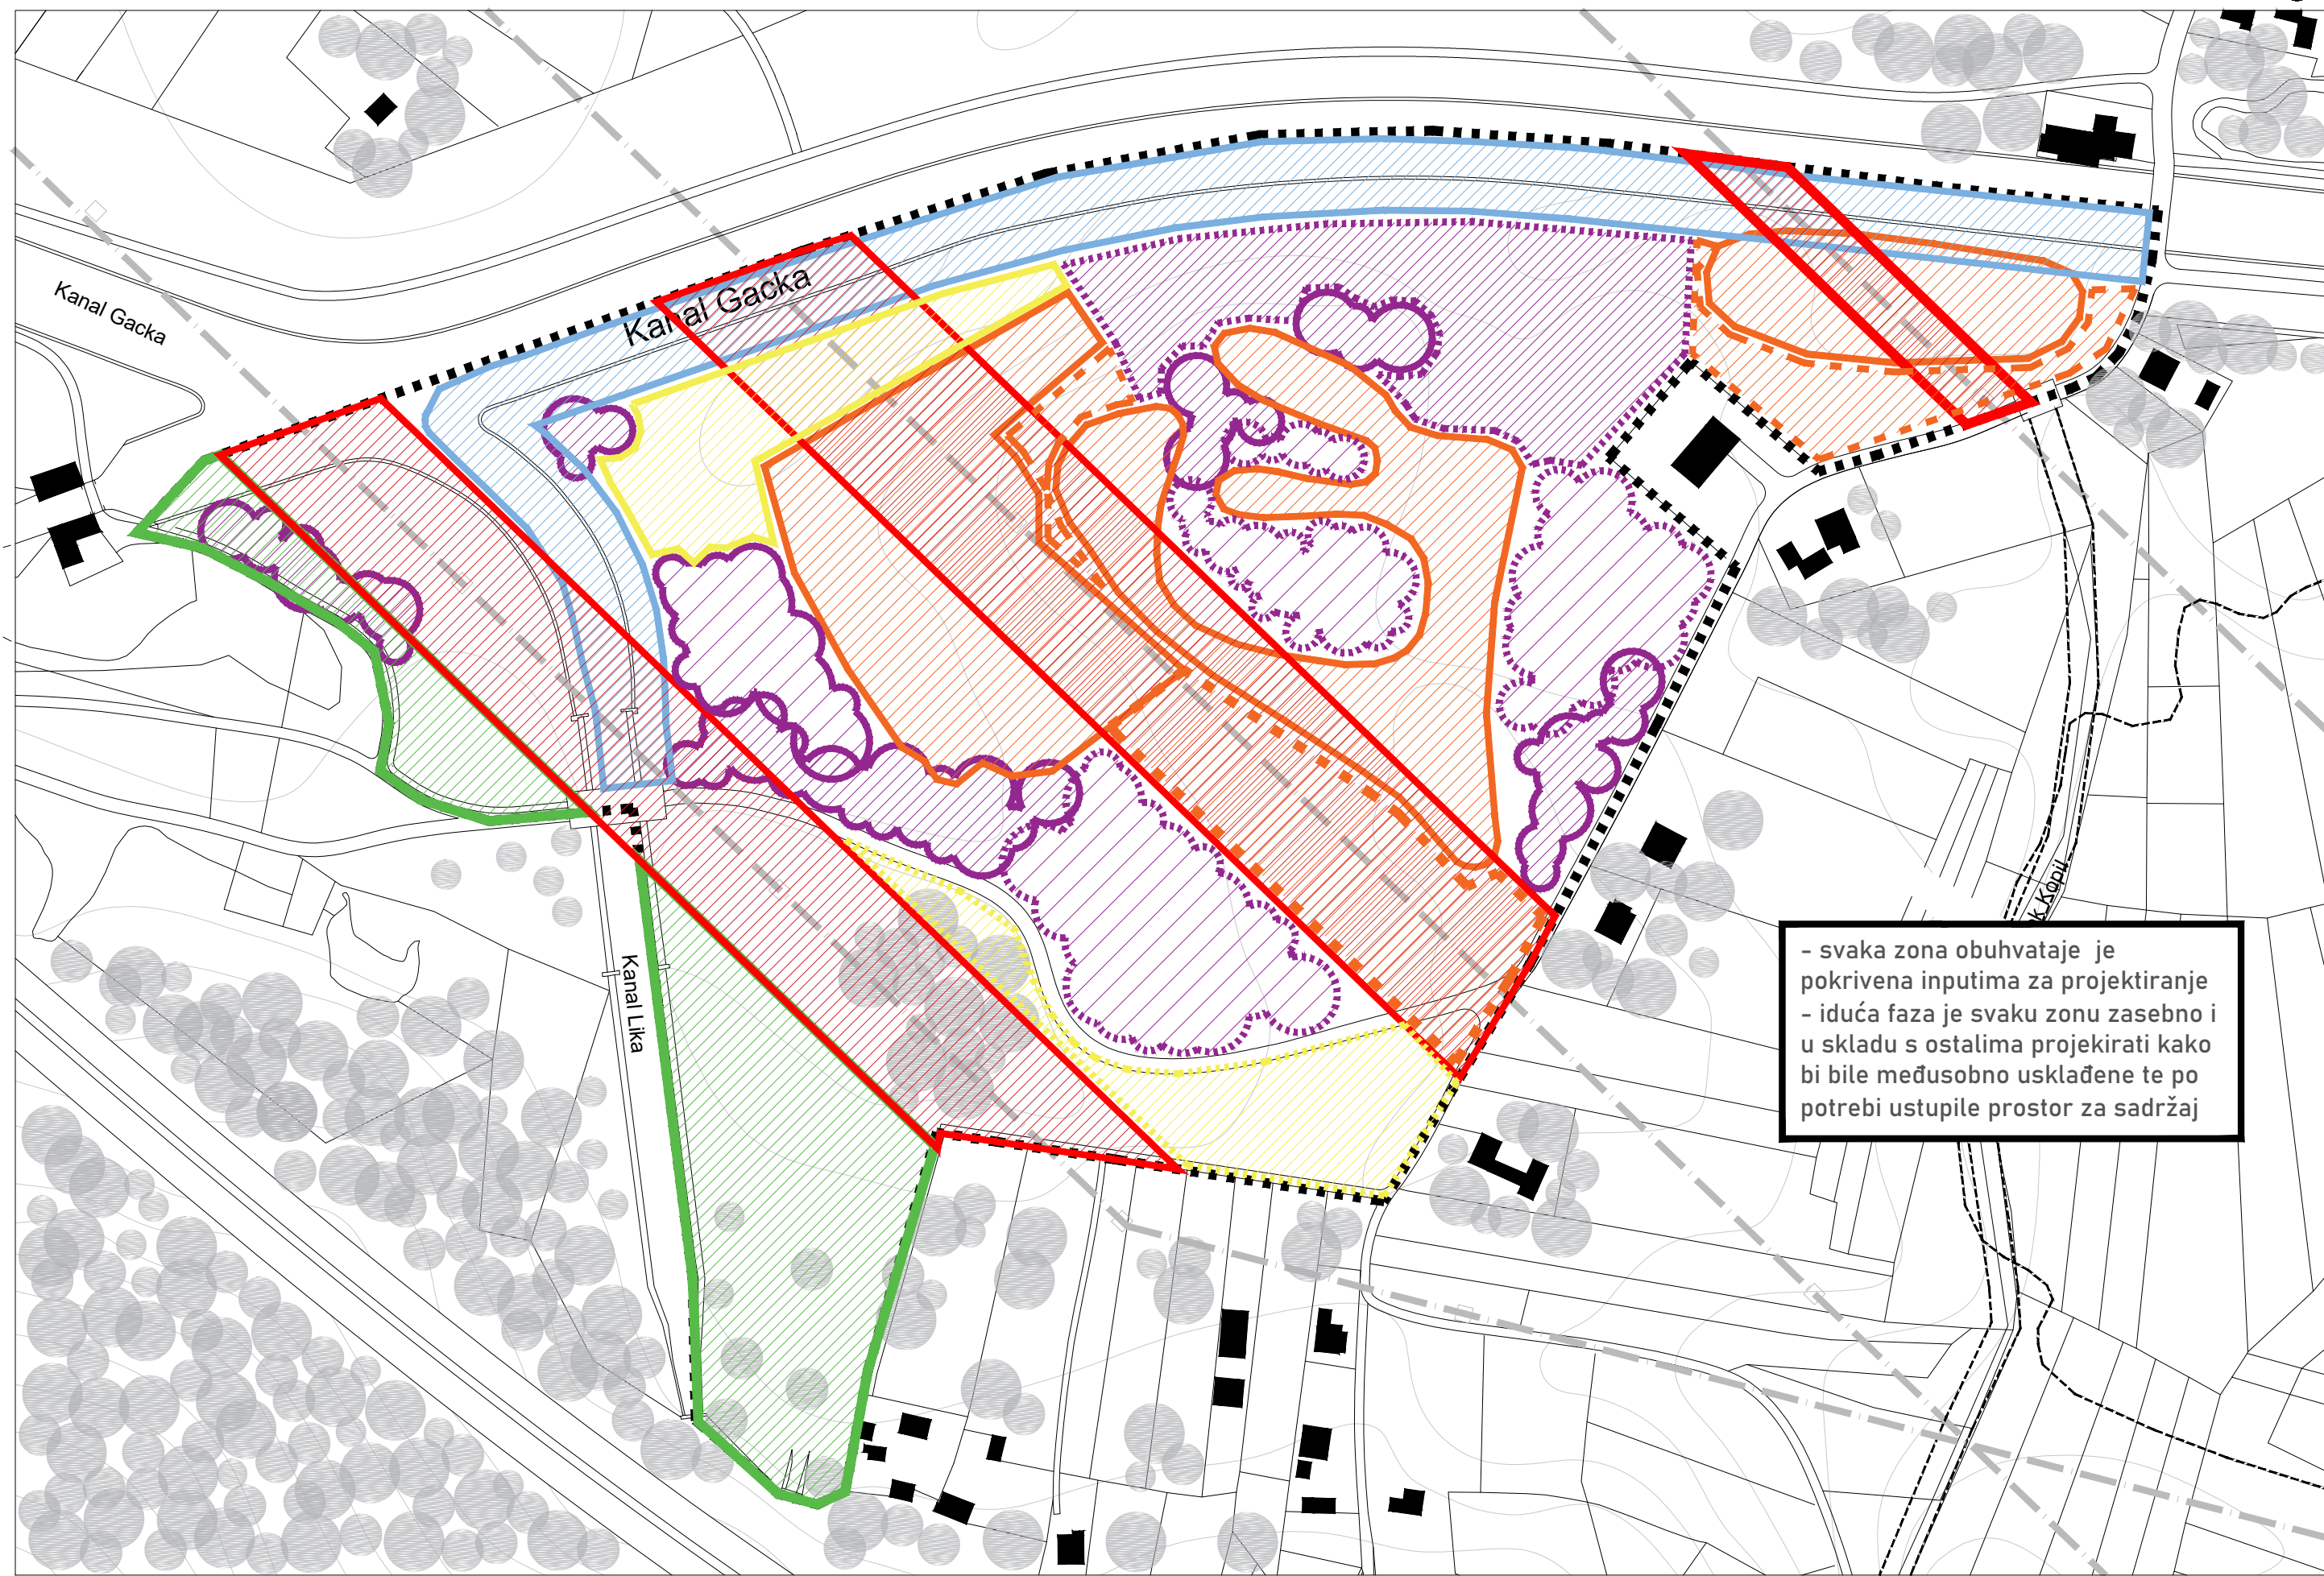 Kanal Gacka
Kanal Gacka
Kanal Lika
Kopil
- svaka zona obuhvataje je
pokrivena inputima za projektiranje
- iduća faza je svaku zonu zasebno i
u skladu s ostalima projekirati kako
bi bile međusobno usklađene te po
potrebi ustupile prostor za sadržaj